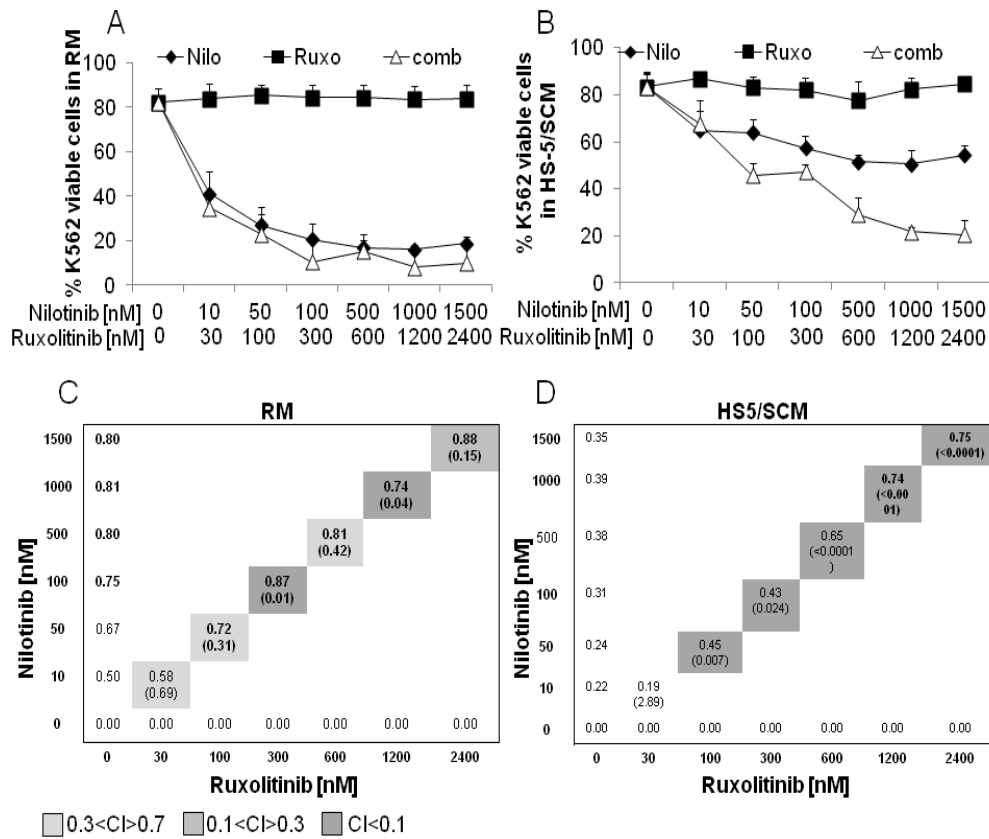 A
Nilo Ruxo comb
% K562 viable cells in RM
100
80
60
40
20
0
Nilotinib [nM] 0 10 50 100 500 1000 1500
Ruxolitinib [nM] 0 30 100 300 600 1200 2400
B
Nilo Ruxo comb
% K562 viable cells
in HS-5/SCM
100
80
60
40
20
0
Nilotinib [nM] 0 10 50 100 500 1000 1500
Ruxolitinib [nM] 0 30 100 300 600 1200 2400
C
RM
Nilotinib [nM]
1500 0.80 0.88
(0.15)
1000 0.81 0.74
(0.04)
500 0.80 0.81
(0.42)
100 0.75 0.87
(0.01)
50 0.67 0.72
(0.31)
10 0.50 0.58
(0.69)
0 0.00 0.00 0.00 0.00 0.00 0.00 0.00
0 30 100 300 600 1200 2400
Ruxolitinib [nM]
D
HS5/SCM
Nilotinib [nM]
1500 0.35 0.75
(<0.0001)
1000 0.39 0.74
(<0.00
01)
500 0.38 0.65
(<0.0001
)
100 0.31 0.43
(0.024)
50 0.24 0.45
(0.007)
10 0.22 0.19
(2.89)
0 0.00 0.00 0.00 0.00 0.00 0.00 0.00
0 30 100 300 600 1200 2400
Ruxolitinib [nM]
0.3<CI>0.7 0.1<CI>0.3 CI<0.1